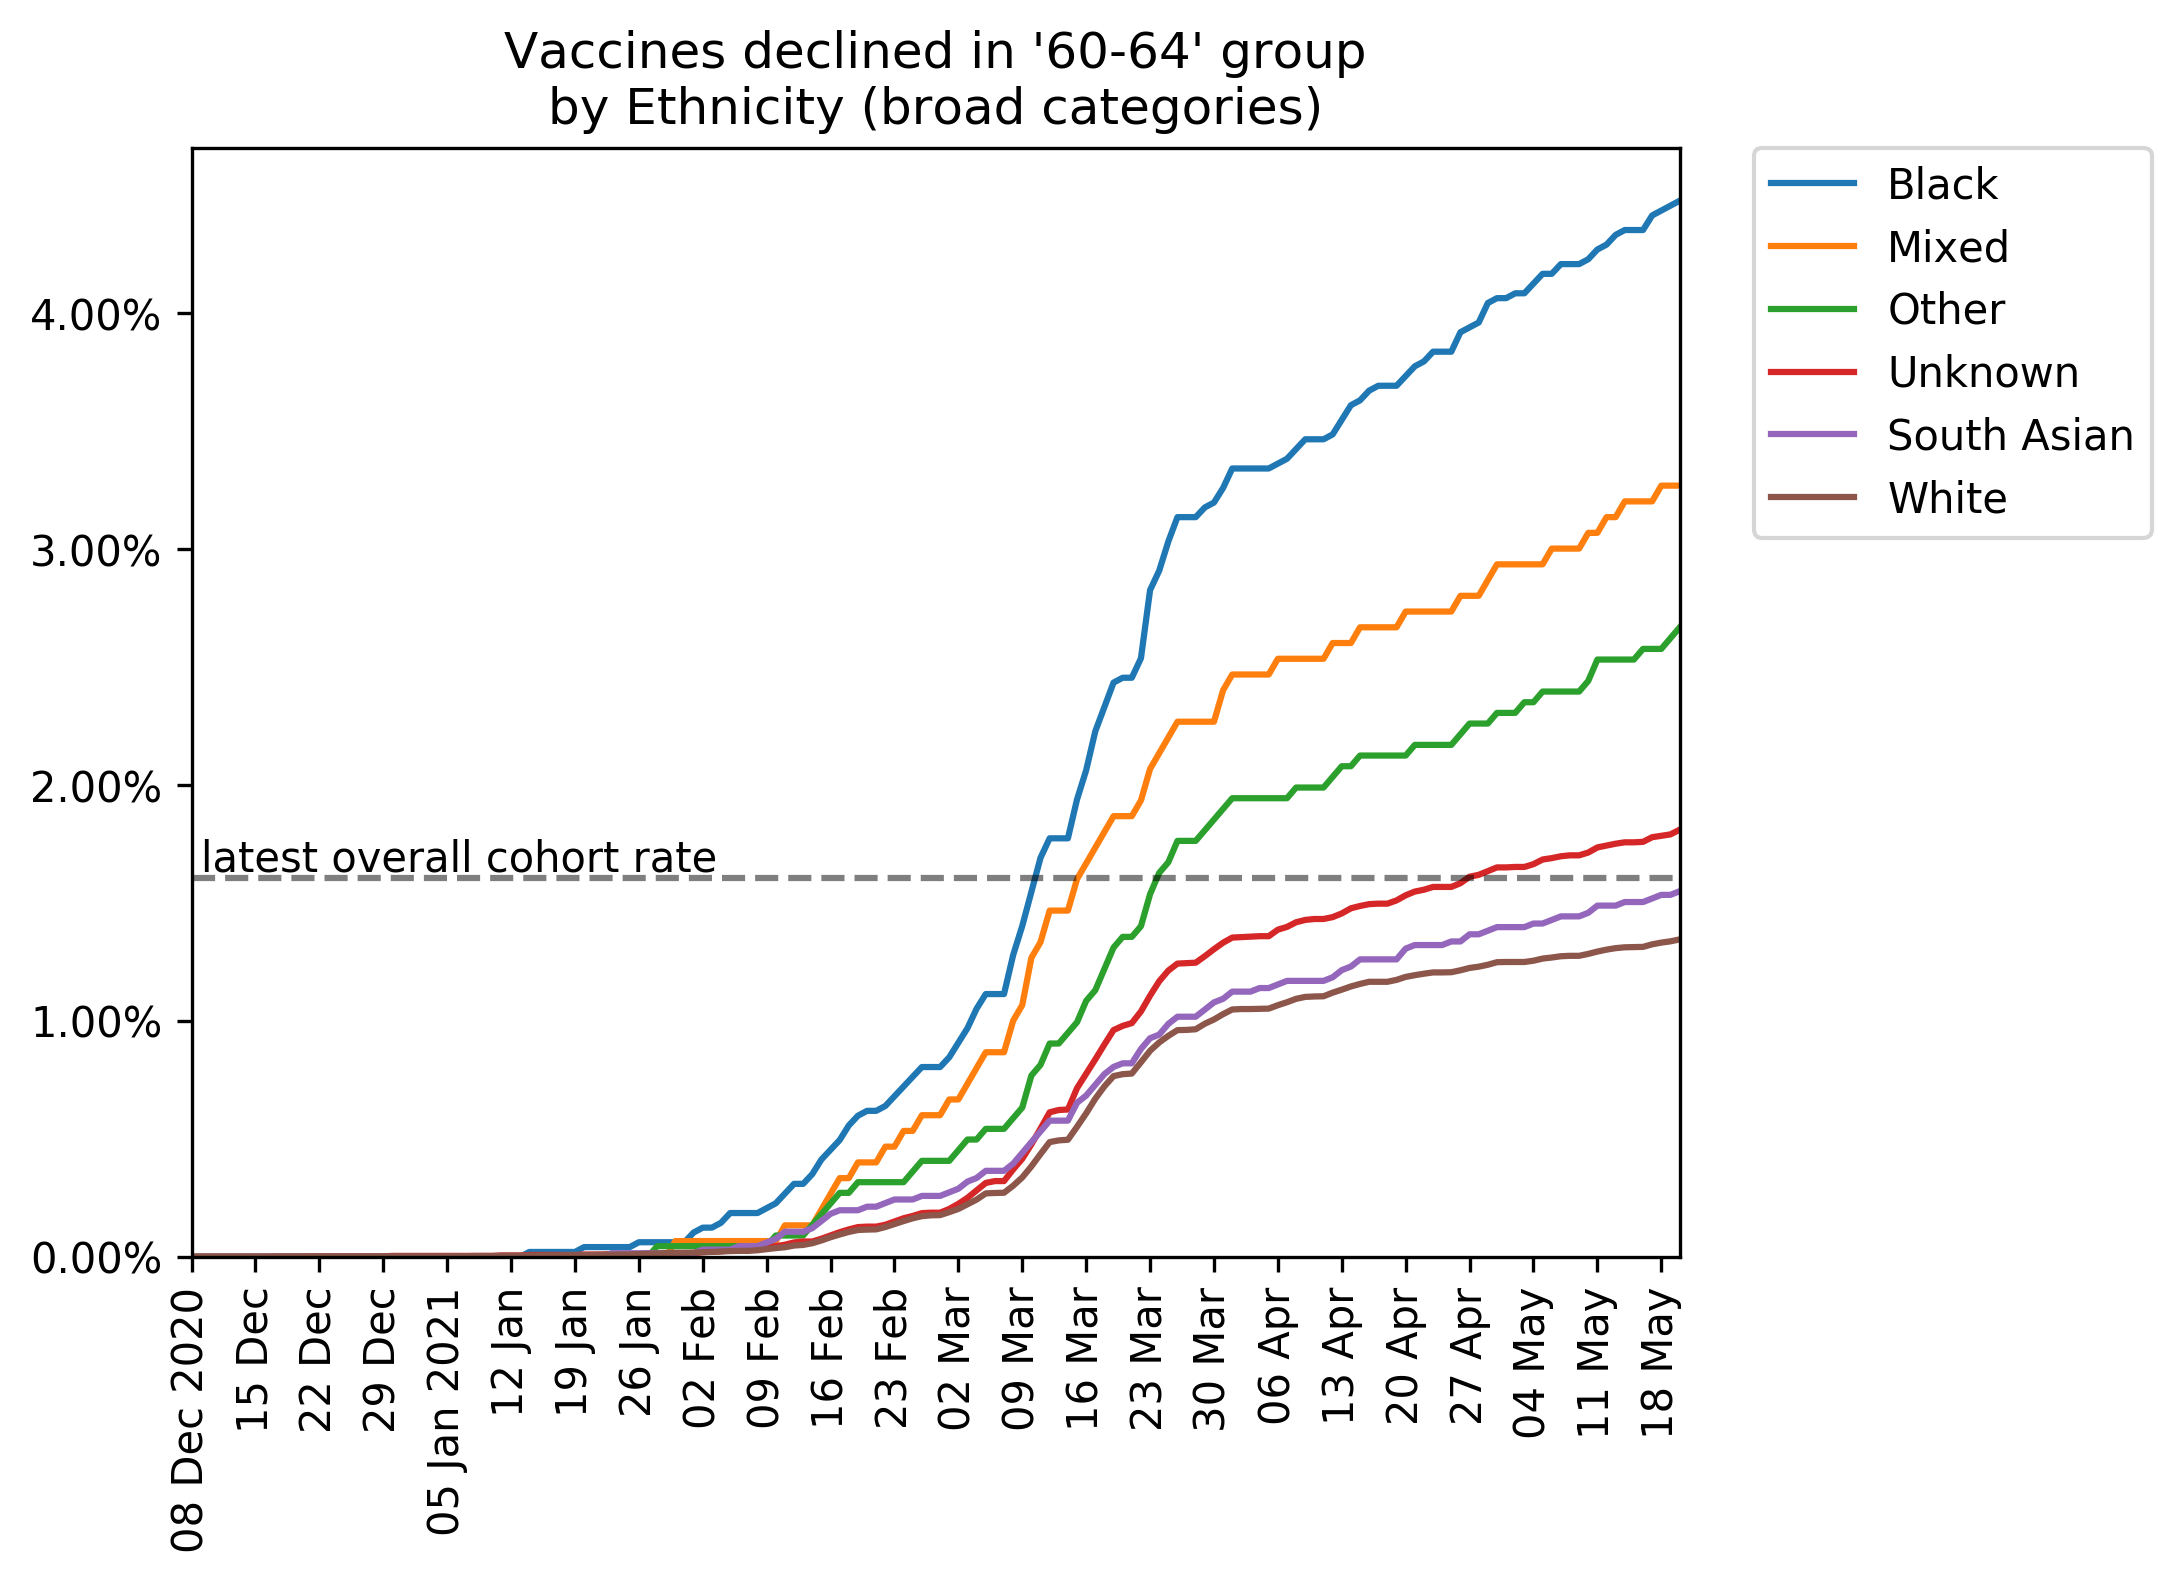 Vaccines declined in '60-64' group
by Ethnicity (broad categories)
4.00%
3.00%
2.00%
1.00%
0.00%
latest overall cohort rate
08 Dec 2020
15 Dec
22 Dec
29 Dec
05 Jan 2021
12 Jan
19 Jan
26 Jan
02 Feb
09 Feb
16 Feb
23 Feb
02 Mar
09 Mar
16 Mar
23 Mar
30 Mar
06 Apr
13 Apr
20 Apr
27 Apr
04 May
11 May
18 May
Black
Mixed
Other
Unknown
South Asian
White